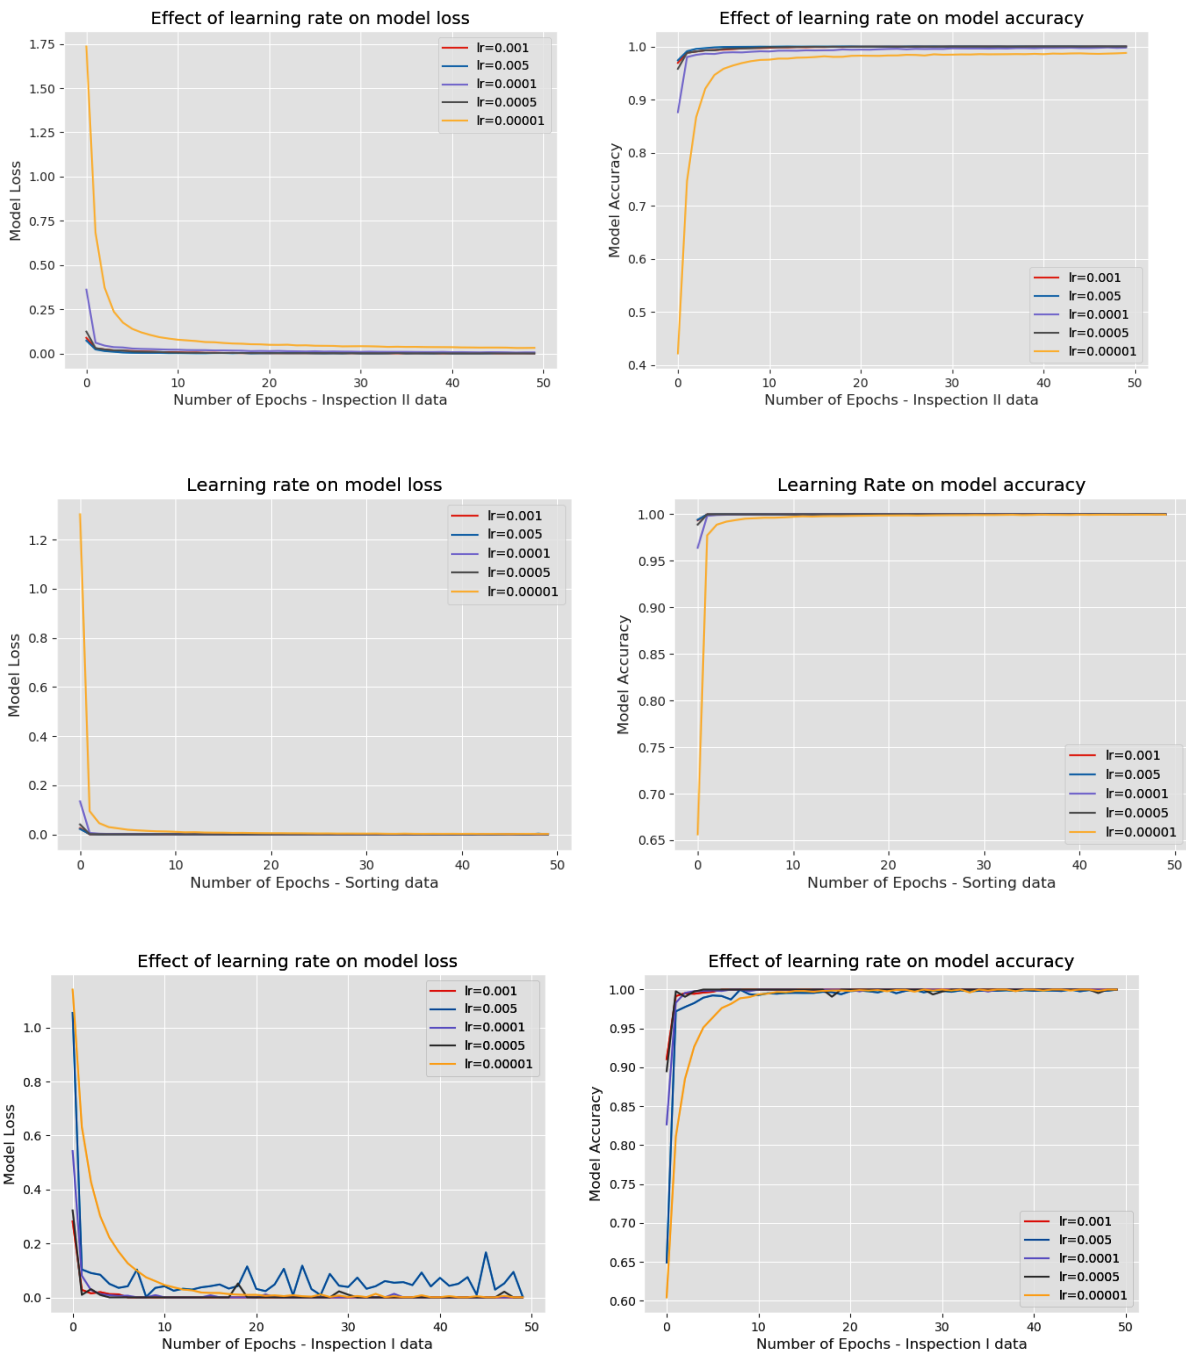 Effect of learning rate on model loss
1.75
1.50
1.25
1.00
0.75
0.50
0.25
0.00
Model Loss
lr=0.001
lr=0.005
lr=0.0001
lr=0.0005
lr=0.00001
0 10 20 30 40 50
Number of Epochs - Inspection II data
Effect of learning rate on model accuracy
1.0
0.9
0.8
0.7
0.6
0.5
0.4
Model Accuracy
lr=0.001
lr=0.005
lr=0.0001
lr=0.0005
lr=0.00001
0 10 20 30 40 50
Number of Epochs - Inspection II data
Learning rate on model loss
1.2
1.0
0.8
0.6
0.4
0.2
0.0
Model Loss
lr=0.001
lr=0.005
lr=0.0001
lr=0.0005
lr=0.00001
0 10 20 30 40 50
Number of Epochs - Sorting data
Learning Rate on model accuracy
1.00
0.95
0.90
0.85
0.80
0.75
0.70
0.65
Model Accuracy
lr=0.001
lr=0.005
lr=0.0001
lr=0.0005
lr=0.00001
0 10 20 30 40 50
Number of Epochs - Sorting data
Effect of learning rate on model loss
1.0
0.8
0.6
0.4
0.2
0.0
Model Loss
lr=0.001
lr=0.005
lr=0.0001
lr=0.0005
lr=0.00001
0 10 20 30 40 50
Number of Epochs - Inspection I data
Effect of learning rate on model accuracy
1.00
0.95
0.90
0.85
0.80
0.75
0.70
0.65
0.60
Model Accuracy
lr=0.001
lr=0.005
lr=0.0001
lr=0.0005
lr=0.00001
0 10 20 30 40 50
Number of Epochs - Inspection I data